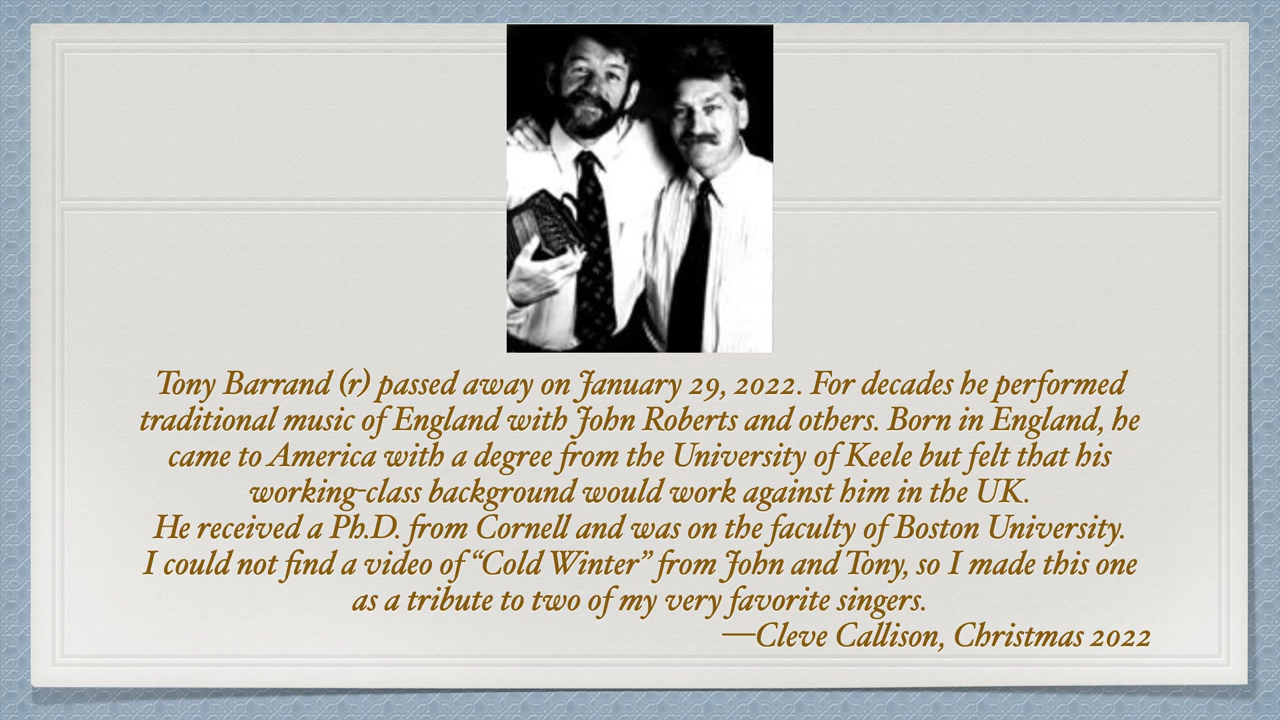 Tony Barrand (r) passed away on January 29, 2022. For decades he performed
traditional music of England with John Roberts and others. Born in England, he
came to America with a degree from the University of Keele but felt that his
working-class background would work against him in the UK.
He received a Ph.D. from Cornell and was on the faculty of Boston University.
I could not find a video of “Cold Winter” from John and Tony, so I made this one
as a tribute to two of my very favorite singers.
—Cleve Callison, Christmas 2022